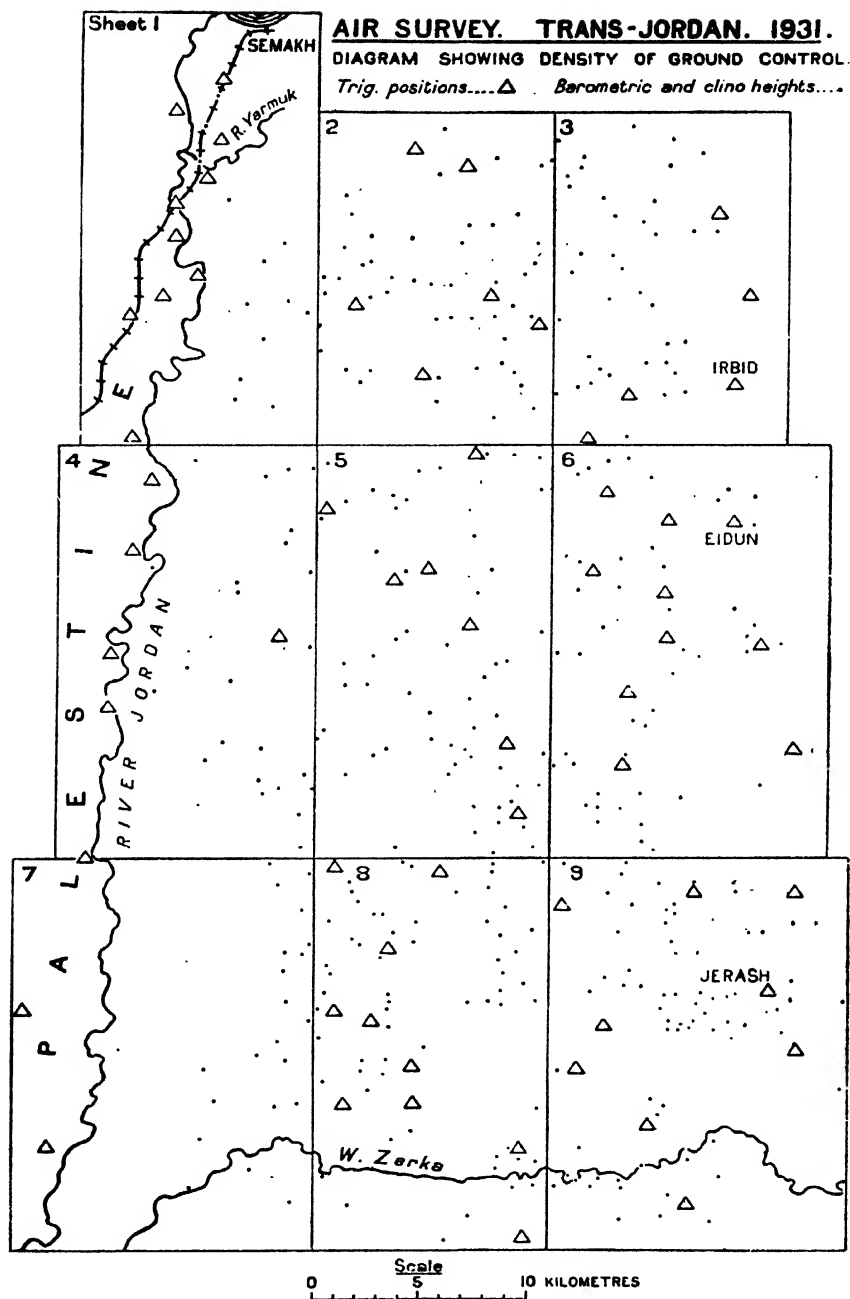 Sheet 1
SEMAKH
AIR SURVEY. TRANS-JORDAN. 1931.
DIAGRAM SHOWING DENSITY OF GROUND CONTROL.
Trig. positions....△ . Barometric and clino heights.....
R. Yarmuk
2
3
IRBID
4
5
6
EIDUN
PALESTINE
RIVER JORDAN
7
8
9
JERASH
W. Zerka
Scale
0 5 10 KILOMETRES